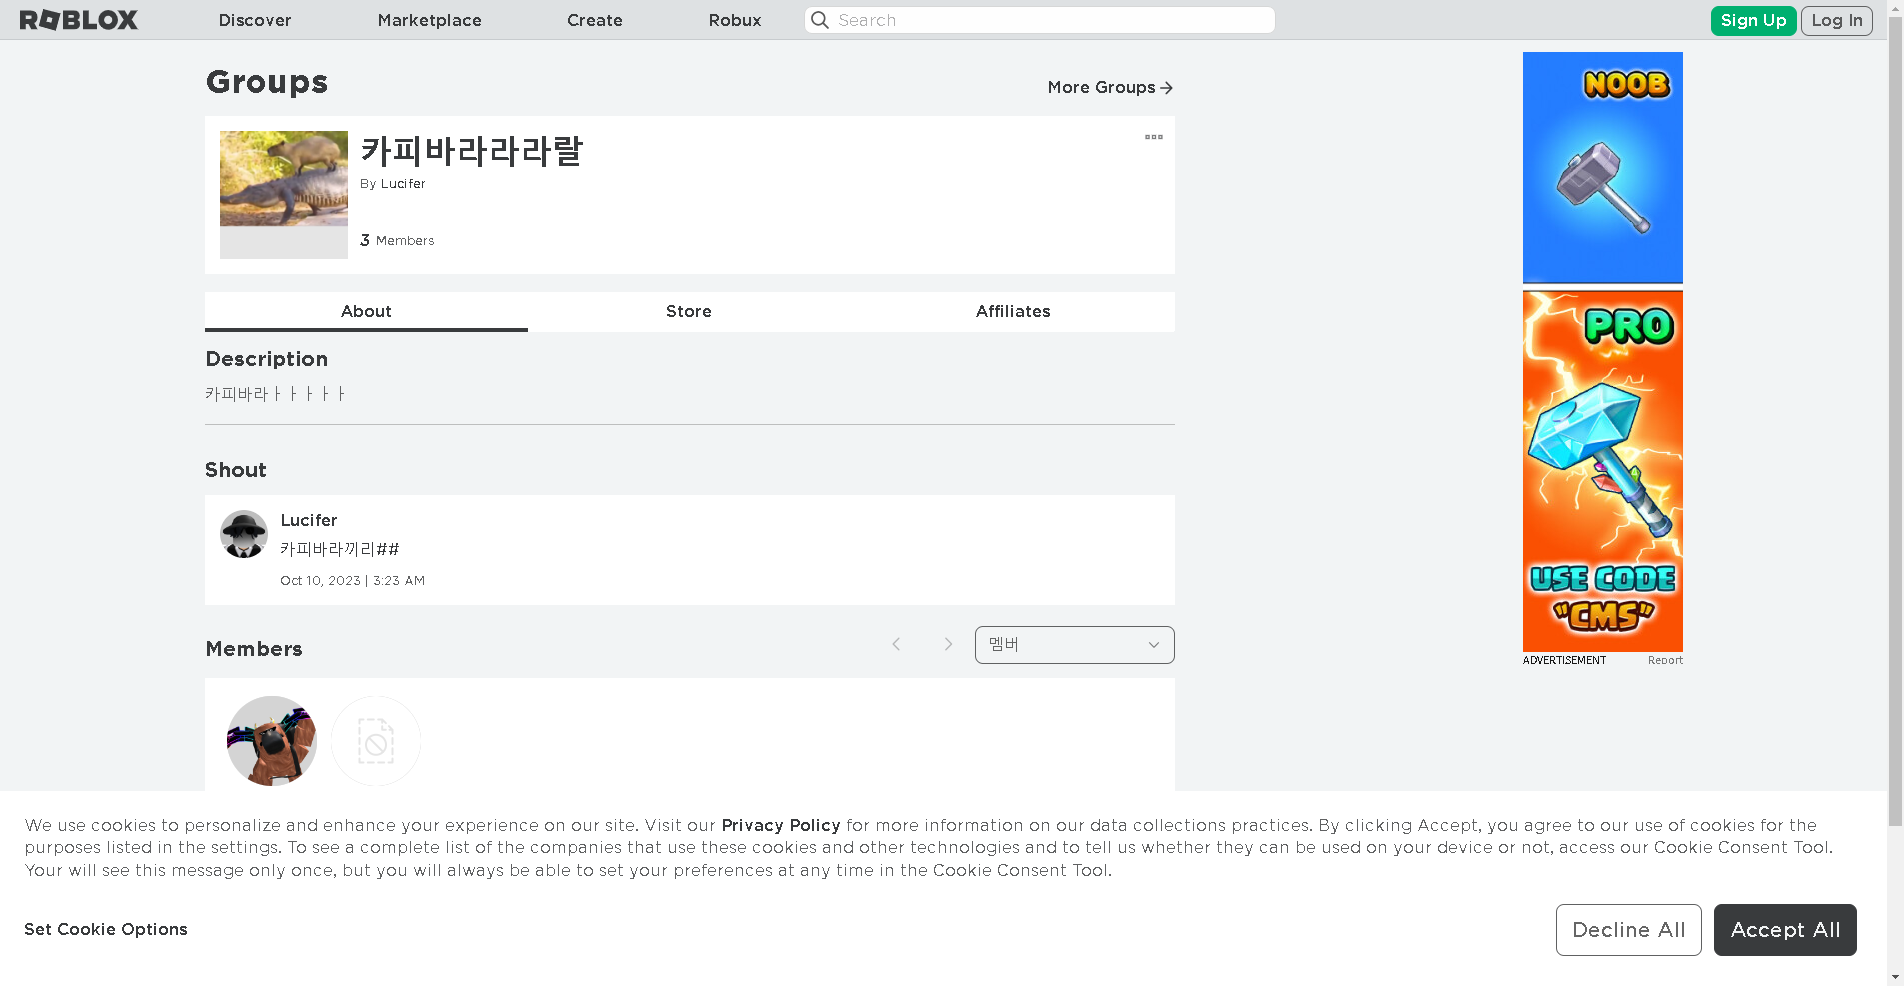 ROBLOX Discover Marketplace Create Robux Search Sign Up Log In
Groups
More Groups
카피바라라라랄
By Lucifer
3 Members
About Store Affiliates
Description
카피바라ㅏㅏㅏㅏㅏ
Shout
Lucifer
카피바라끼리##
Oct 10, 2023 | 3:23 AM
Members
멤버
NOOB
PRO
USE CODE
"CMS"
ADVERTISEMENT Report
We use cookies to personalize and enhance your experience on our site. Visit our Privacy Policy for more information on our data collections practices. By clicking Accept, you agree to our use of cookies for the
purposes listed in the settings. To see a complete list of the companies that use these cookies and other technologies and to tell us whether they can be used on your device or not, access our Cookie Consent Tool.
Your will see this message only once, but you will always be able to set your preferences at any time in the Cookie Consent Tool.
Set Cookie Options
Decline All
Accept All